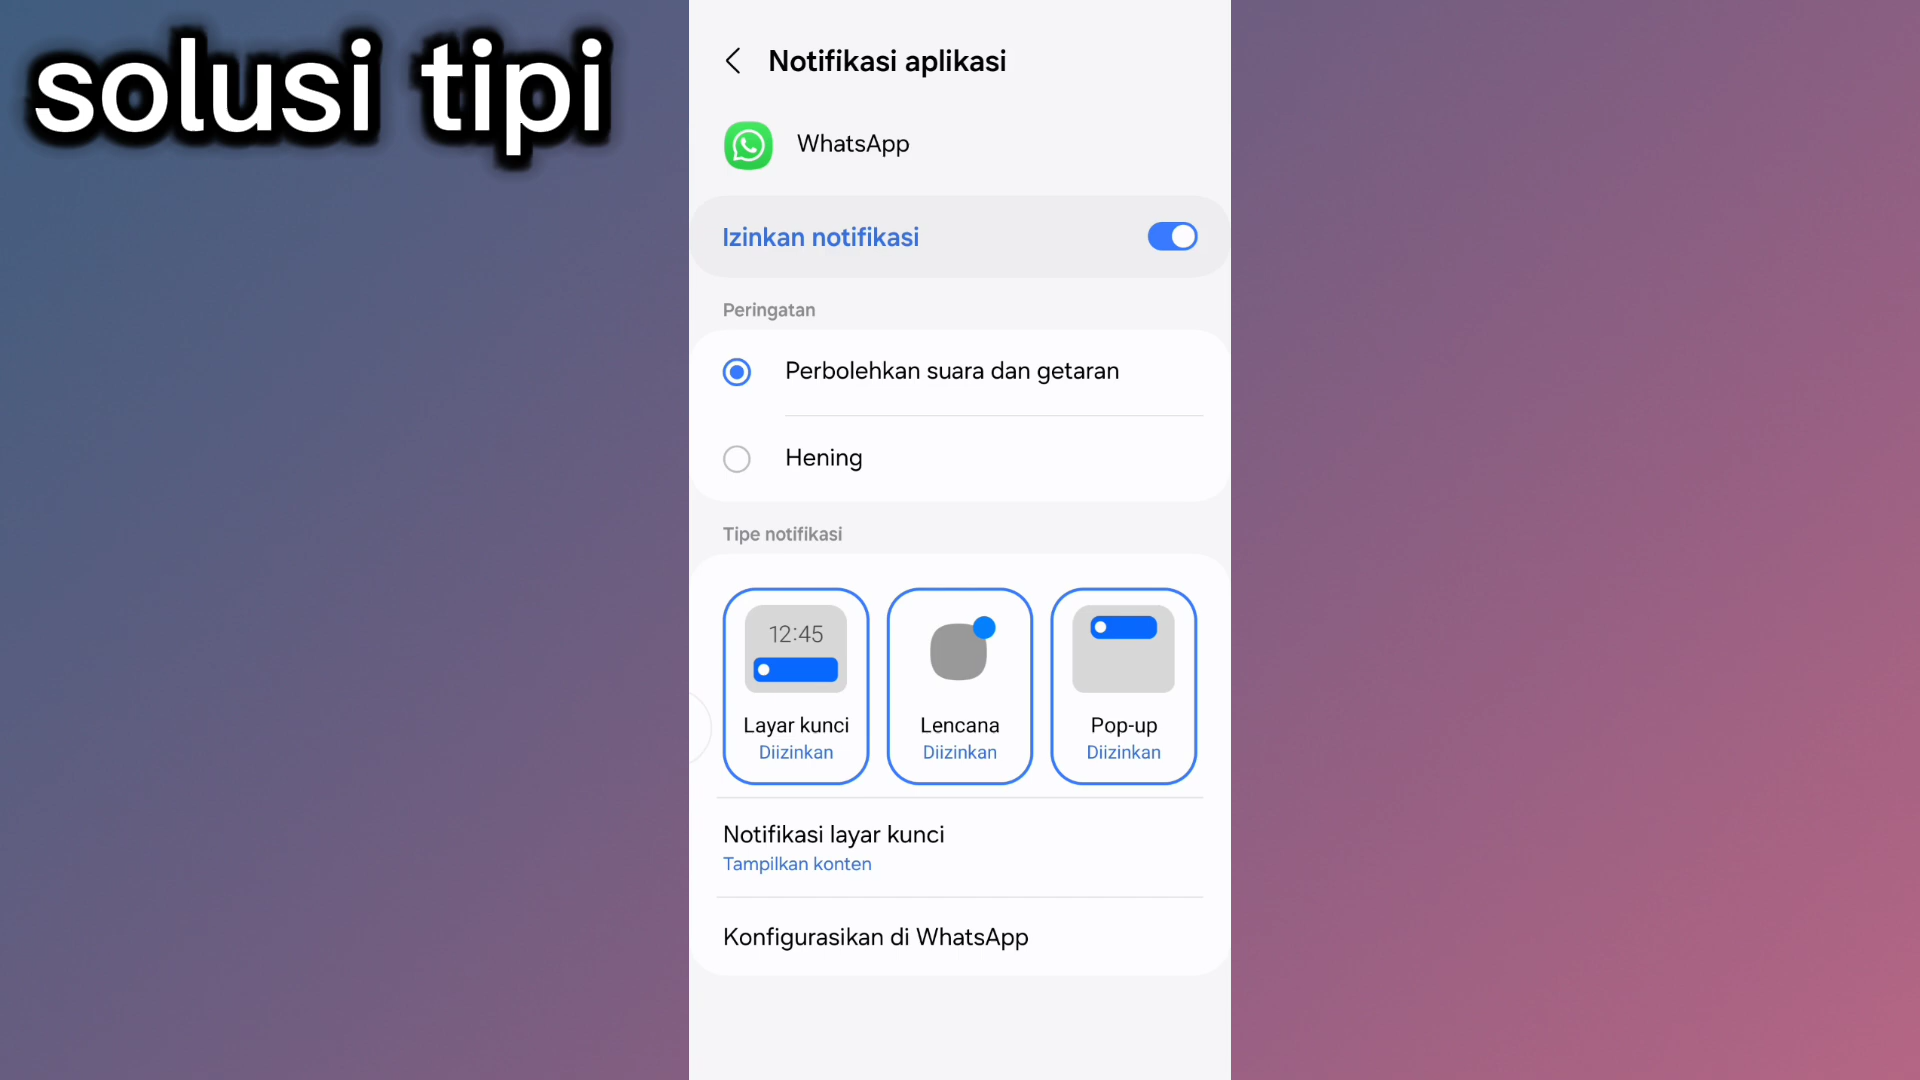 solusi tipi
Notifikasi aplikasi
WhatsApp
Izinkan notifikasi
Peringatan
Perbolehkan suara dan getaran
Hening
Tipe notifikasi
12:45
Layar kunci
Diizinkan
Lencana
Diizinkan
Pop-up
Diizinkan
Notifikasi layar kunci
Tampilkan konten
Konfigurasikan di WhatsApp